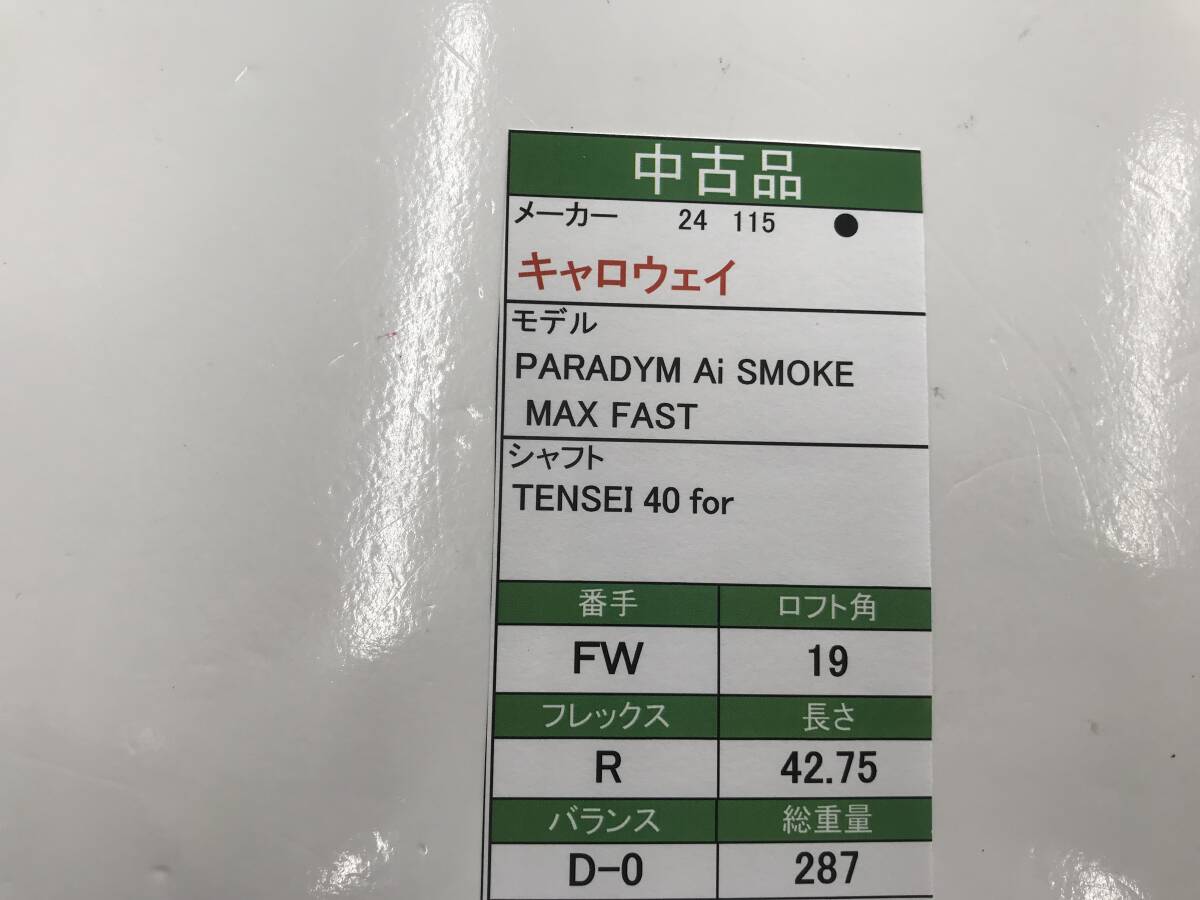 中古品
メーカー 24 115 ●
キャロウェイ
モデル
PARADYM Ai SMOKE
MAX FAST
シャフト
TENSEI 40 for
番手 ロフト角
FW 19
フレックス 長さ
R 42.75
バランス 総重量
D-0 287